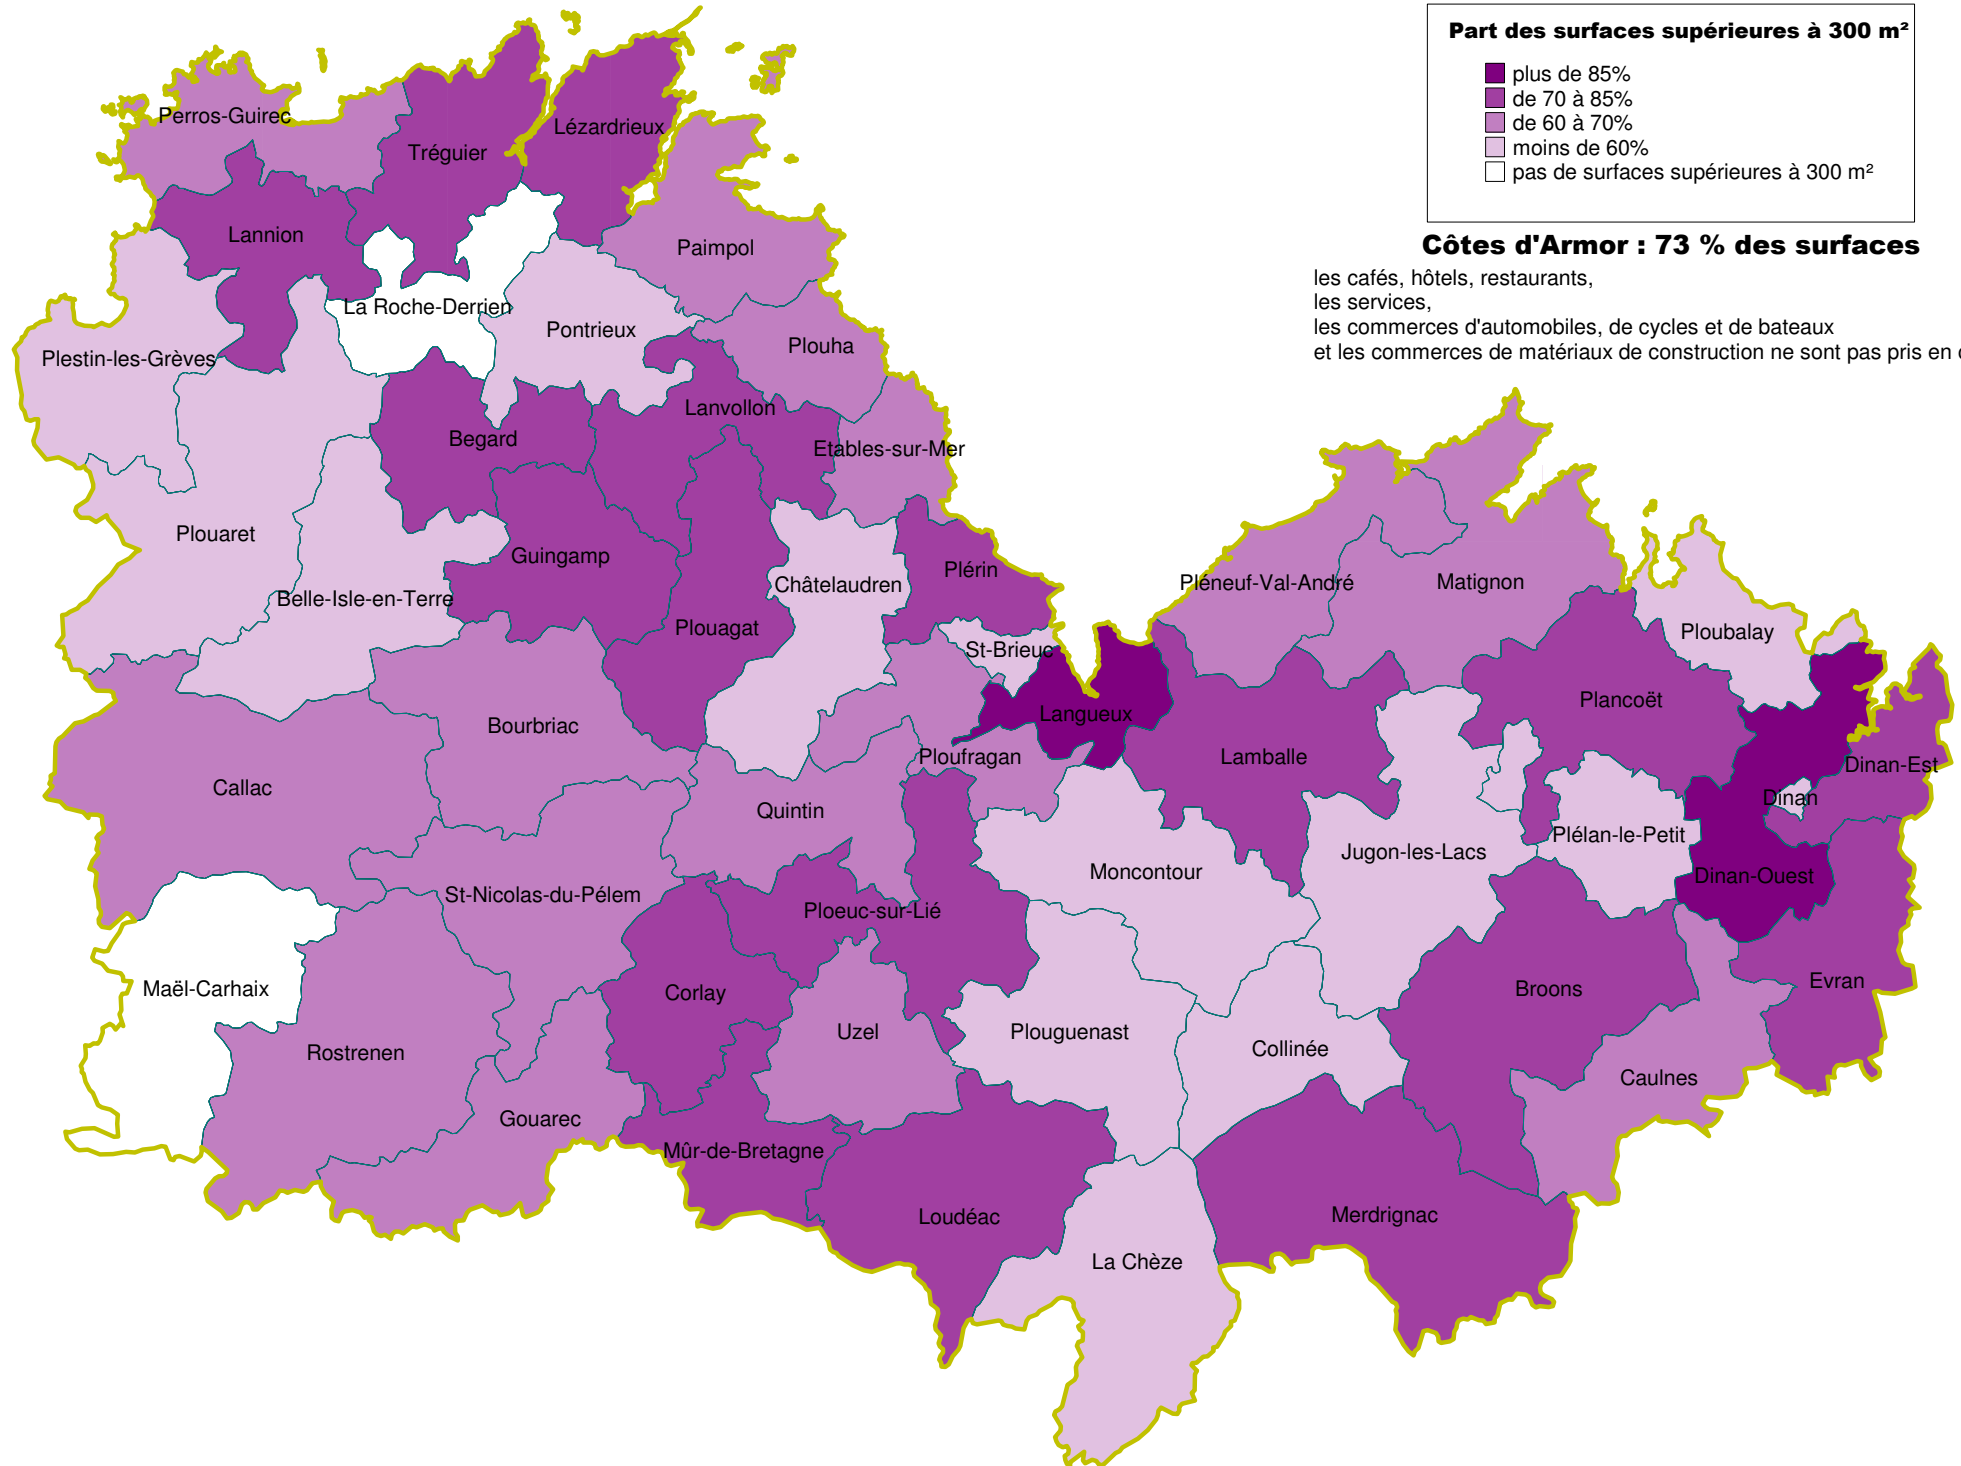 Part des surfaces supérieures à 300 m²
plus de 85%
de 70 à 85%
de 60 à 70%
moins de 60%
pas de surfaces supérieures à 300 m²
Côtes d'Armor : 73 % des surfaces
les cafés, hôtels, restaurants,
les services,
les commerces d'automobiles, de cycles et de bateaux
et les commerces de matériaux de construction ne sont pas pris en
Perros-Guirec
Tréguier
Lézardrieux
Lannion
Paimpol
La Roche-Derrien
Pontrieux
Plouha
Plestin-les-Grèves
Lanvollon
Begard
Etables-sur-Mer
Plouaret
Guingamp
Plérin
Châtelaudren
Pléneuf-Val-André
Matignon
Belle-Isle-en-Terre
Plouagat
Ploubalay
St-Brieuc
Plancoët
Langueux
Bourbriac
Ploufragan
Lamballe
Dinan-Est
Callac
Dinan
Quintin
Plélan-le-Petit
Jugon-les-Lacs
Moncontour
Dinan-Ouest
St-Nicolas-du-Pélem
Ploeuc-sur-Lié
Evran
Maël-Carhaix
Corlay
Broons
Uzel
Plouguenast
Collinée
Rostrenen
Caulnes
Gouarec
Mûr-de-Bretagne
Loudéac
Merdrignac
La Chèze